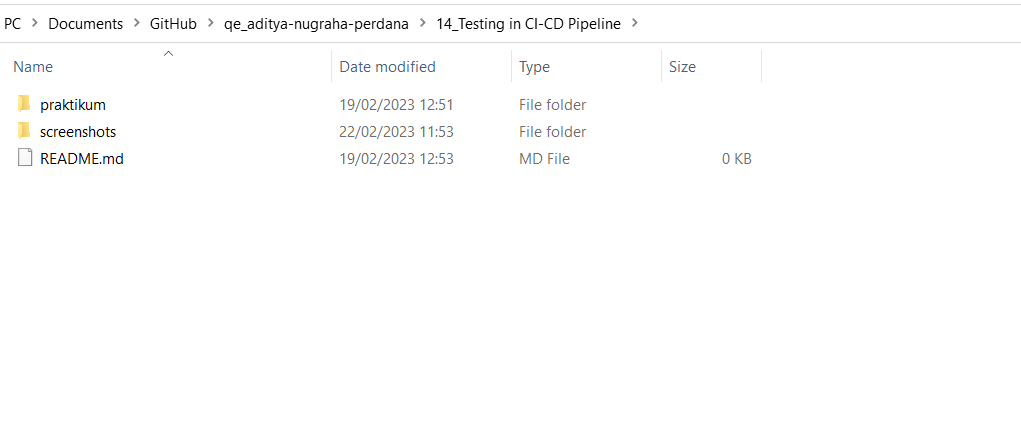 PC > Documents > GitHub > qe_aditya-nugraha-perdana > 14_Testing in CI-CD Pipeline >
Name Date modified Type Size
praktikum 19/02/2023 12:51 File folder
screenshots 22/02/2023 11:53 File folder
README.md 19/02/2023 12:53 MD File 0 KB